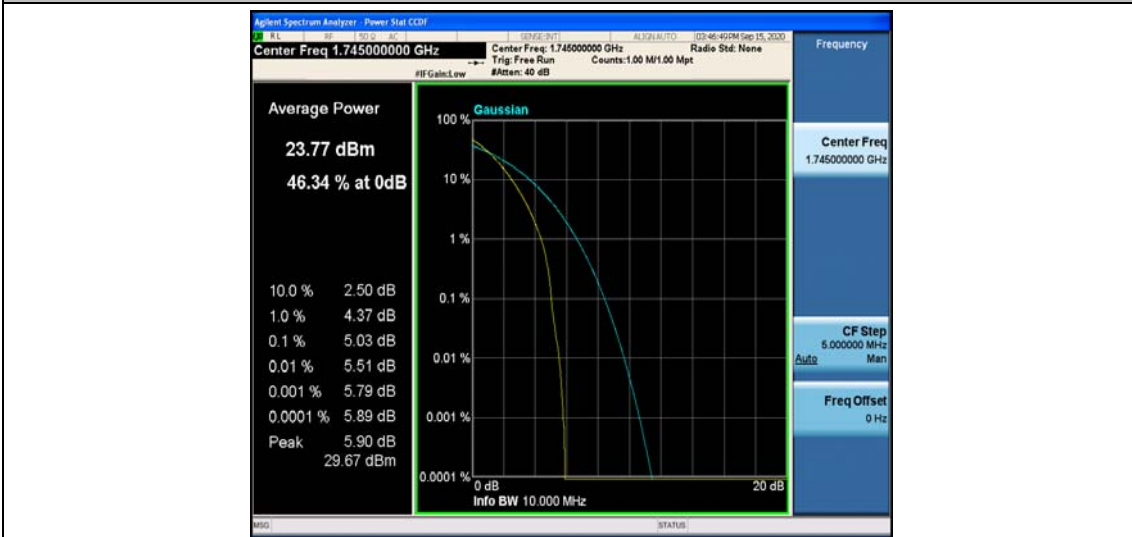 Agilent Spectrum Analyzer - Power Stat CCDF
RL RF 50 Ω AC SENSE:INT ALIGN AUTO 03:46:49 PM Sep 15, 2020
Center Freq 1.745000000 GHz
Center Freq: 1.745000000 GHz Radio Std: None
Trig: Free Run Counts:1.00 M/1.00 Mpt
#IFGain:Low #Atten: 40 dB
Average Power
23.77 dBm
46.34 % at 0dB
10.0 % 2.50 dB
1.0 % 4.37 dB
0.1 % 5.03 dB
0.01 % 5.51 dB
0.001 % 5.79 dB
0.0001 % 5.89 dB
Peak 5.90 dB
29.67 dBm
Gaussian
100 %
10 %
1 %
0.1 %
0.01 %
0.001 %
0.0001 %
0 dB 20 dB
Info BW 10.000 MHz
Frequency
Center Freq
1.745000000 GHz
CF Step
5.000000 MHz
Auto Man
Freq Offset
0 Hz
MSG STATUS